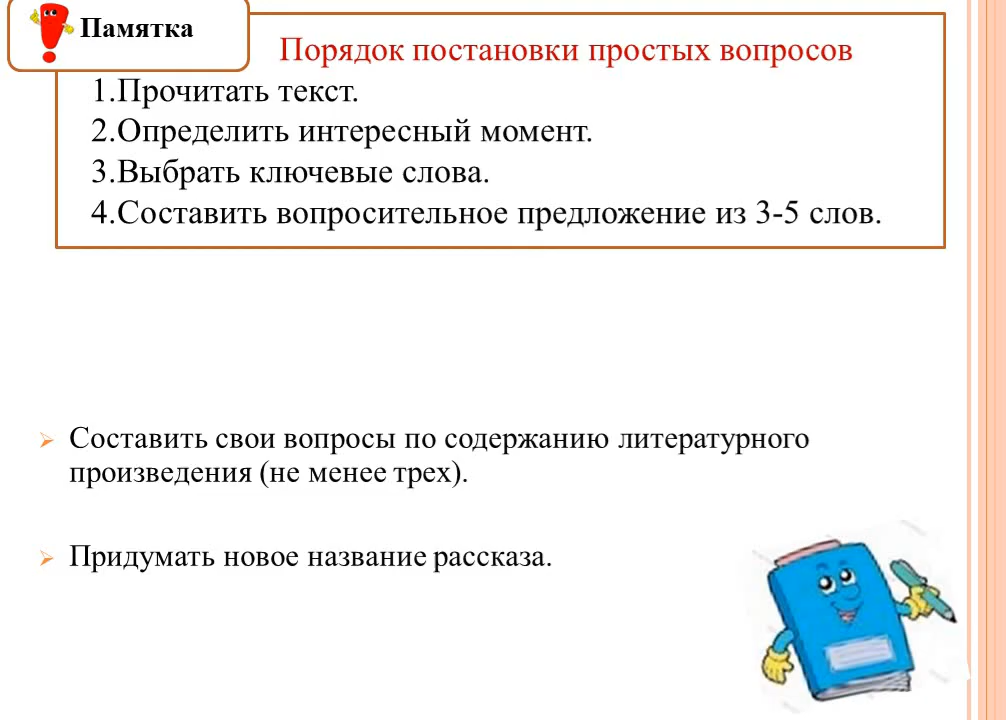 Памятка
Порядок постановки простых вопросов
1.Прочитать текст.
2.Определить интересный момент.
3.Выбрать ключевые слова.
4.Составить вопросительное предложение из 3-5 слов.
Составить свои вопросы по содержанию литературного
произведения (не менее трех).
Придумать новое название рассказа.